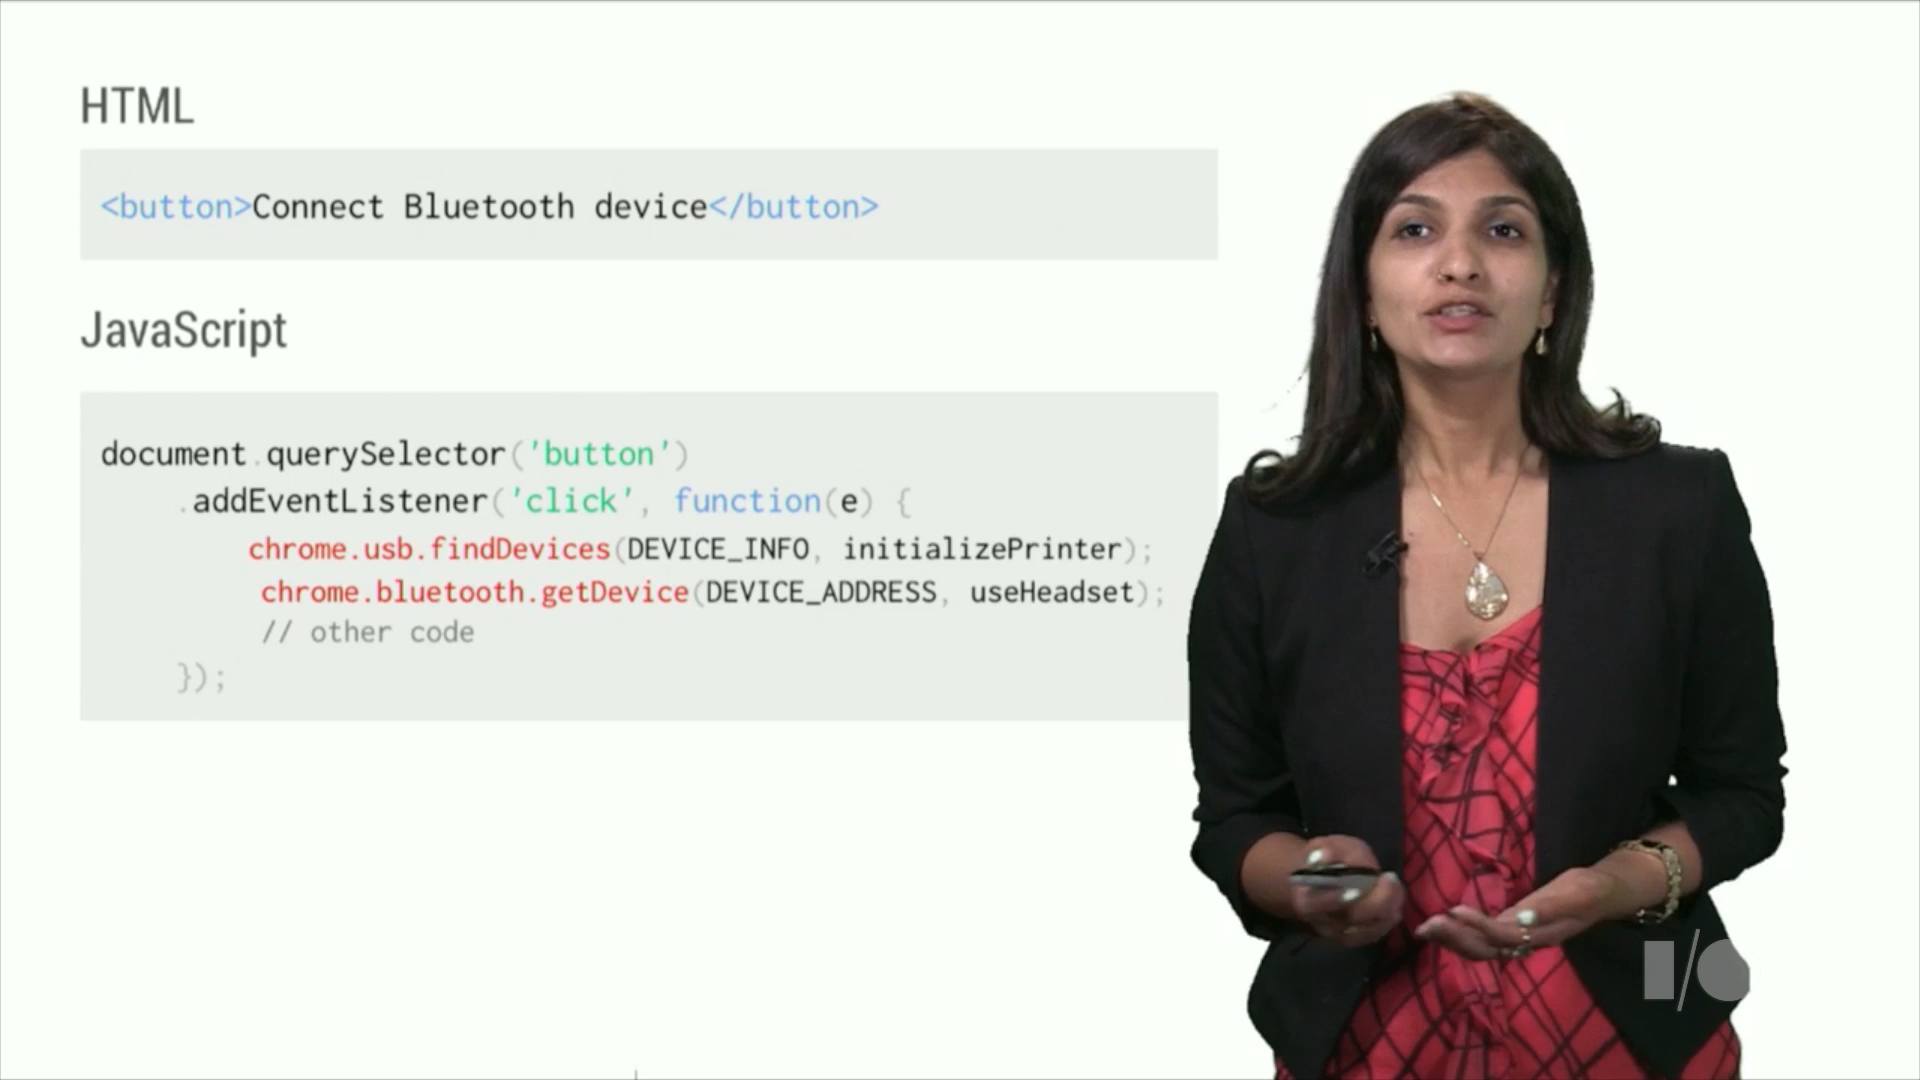 HTML
<button>Connect Bluetooth device</button>
JavaScript
document.querySelector('button')
.addEventListener('click', function(e) {
chrome.usb.findDevices(DEVICE_INFO, initializePrinter);
chrome.bluetooth.getDevice(DEVICE_ADDRESS, useHeadset);
// other code
});
I/O